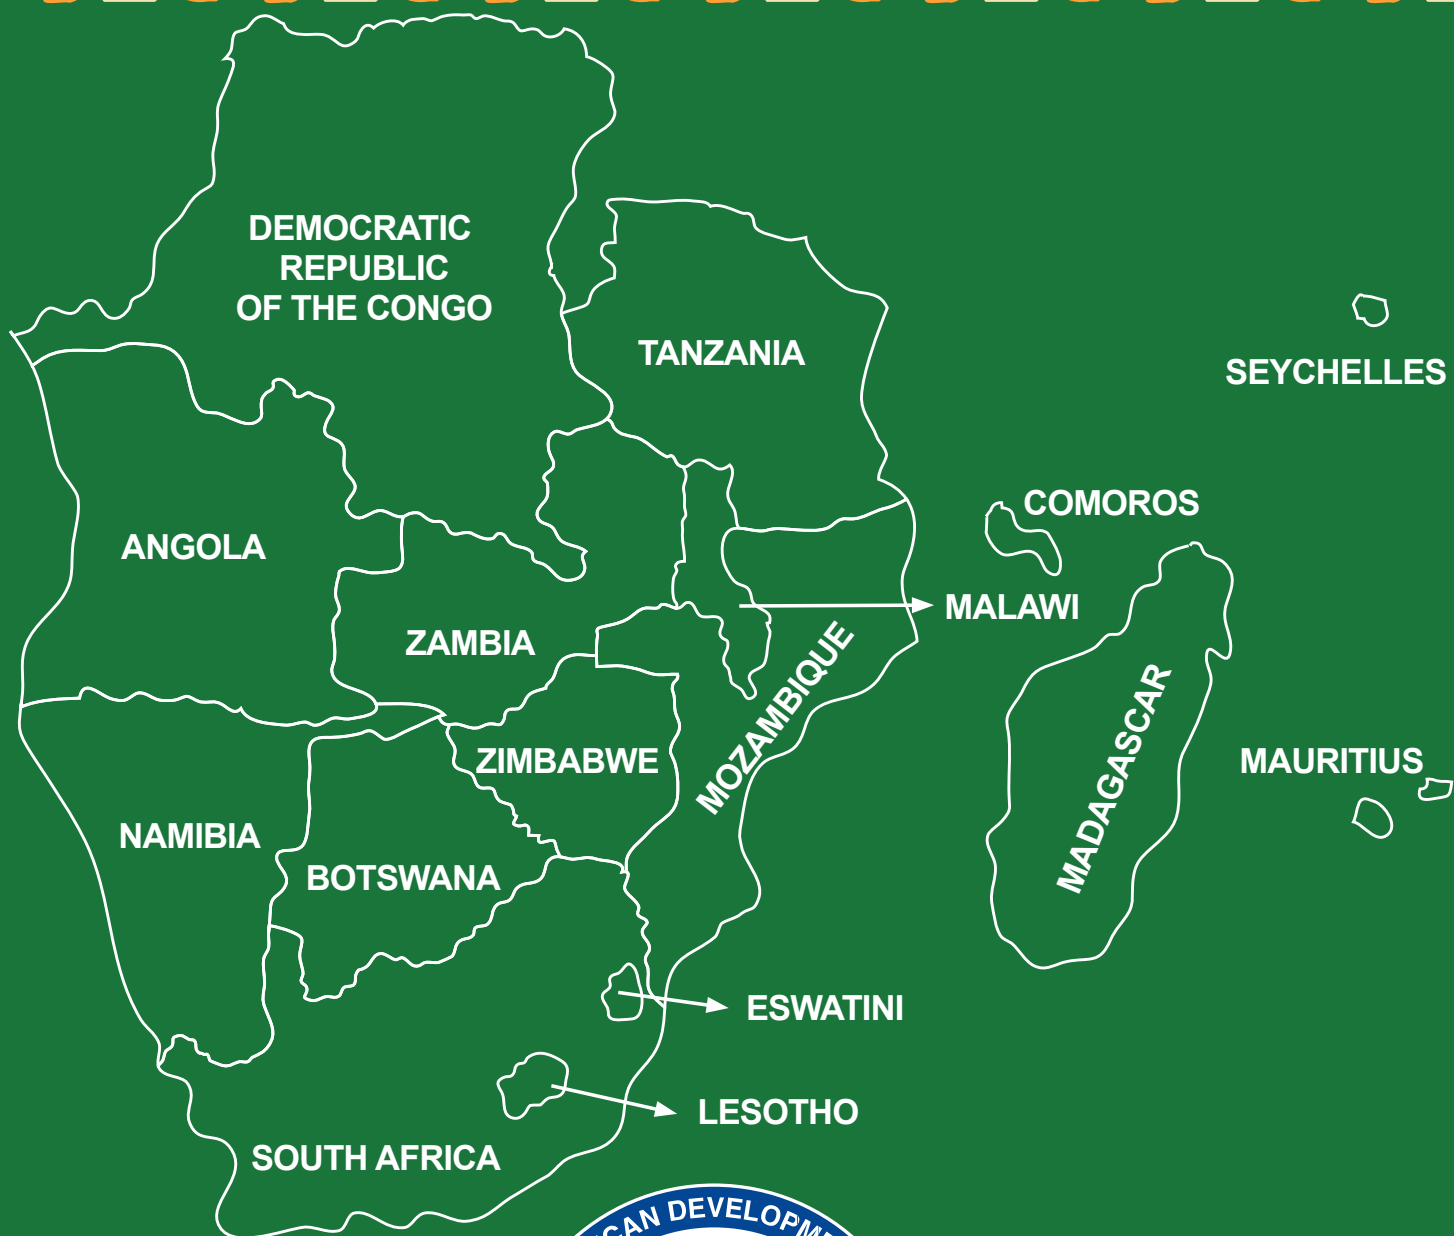 DEMOCRATIC
REPUBLIC
OF THE CONGO
TANZANIA
SEYCHELLES
COMOROS
ANGOLA
MALAWI
ZAMBIA
MOZAMBIQUE
MADAGASCAR
ZIMBABWE
MAURITIUS
NAMIBIA
BOTSWANA
ESWATINI
LESOTHO
SOUTH AFRICA
DEVELOPM